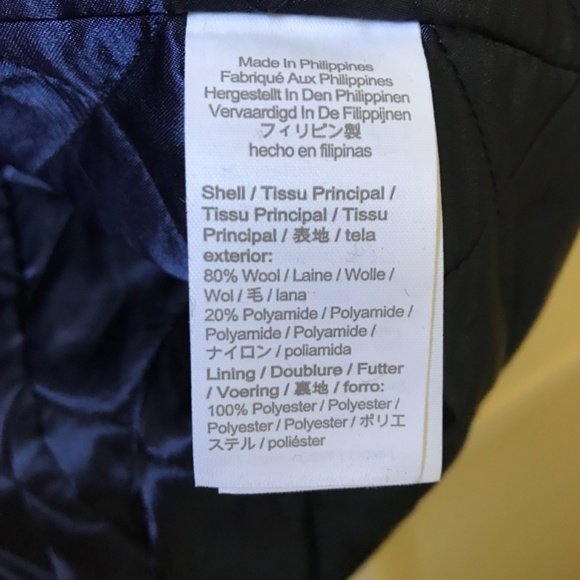 Made In Philippines
Fabriqué Aux Philippines
Hergestellt In Den Philippinen
Vervaardigd In De Filippijnen
フィリピン製
hecho en filipinas
Shell / Tissu Principal /
Tissu Principal / Tissu
Principal / 表地 / tela
exterior:
80% Wool / Laine / Wolle /
Wol / 毛 / lana
20% Polyamide / Polyamide /
Polyamide / Polyamide /
ナイロン / poliamida
Lining / Doublure / Futter
/ Voering / 裏地 / forro:
100% Polyester / Polyester /
Polyester / Polyester / ポリエ
ステル / poliéster